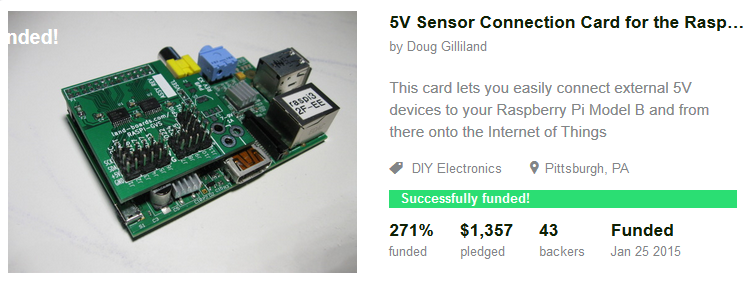 nded!
land-boards.com/
RASPI-GVS
raspi3
2F-EE
5V Sensor Connection Card for the Rasp...
by Doug Gilliland
This card lets you easily connect external 5V
devices to your Raspberry Pi Model B and from
there onto the Internet of Things
DIY Electronics
Pittsburgh, PA
Successfully funded!
271%
$1,357
43
Funded
funded
pledged
backers
Jan 25 2015